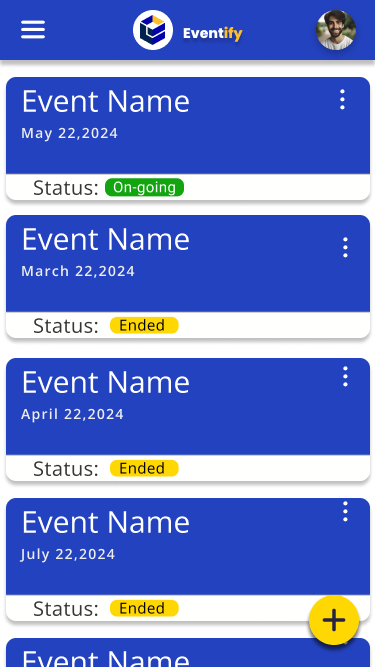 Eventify
Event Name
May 22,2024
Status: On-going
Event Name
March 22,2024
Status: Ended
Event Name
April 22,2024
Status: Ended
Event Name
July 22,2024
Status: Ended
Event Name